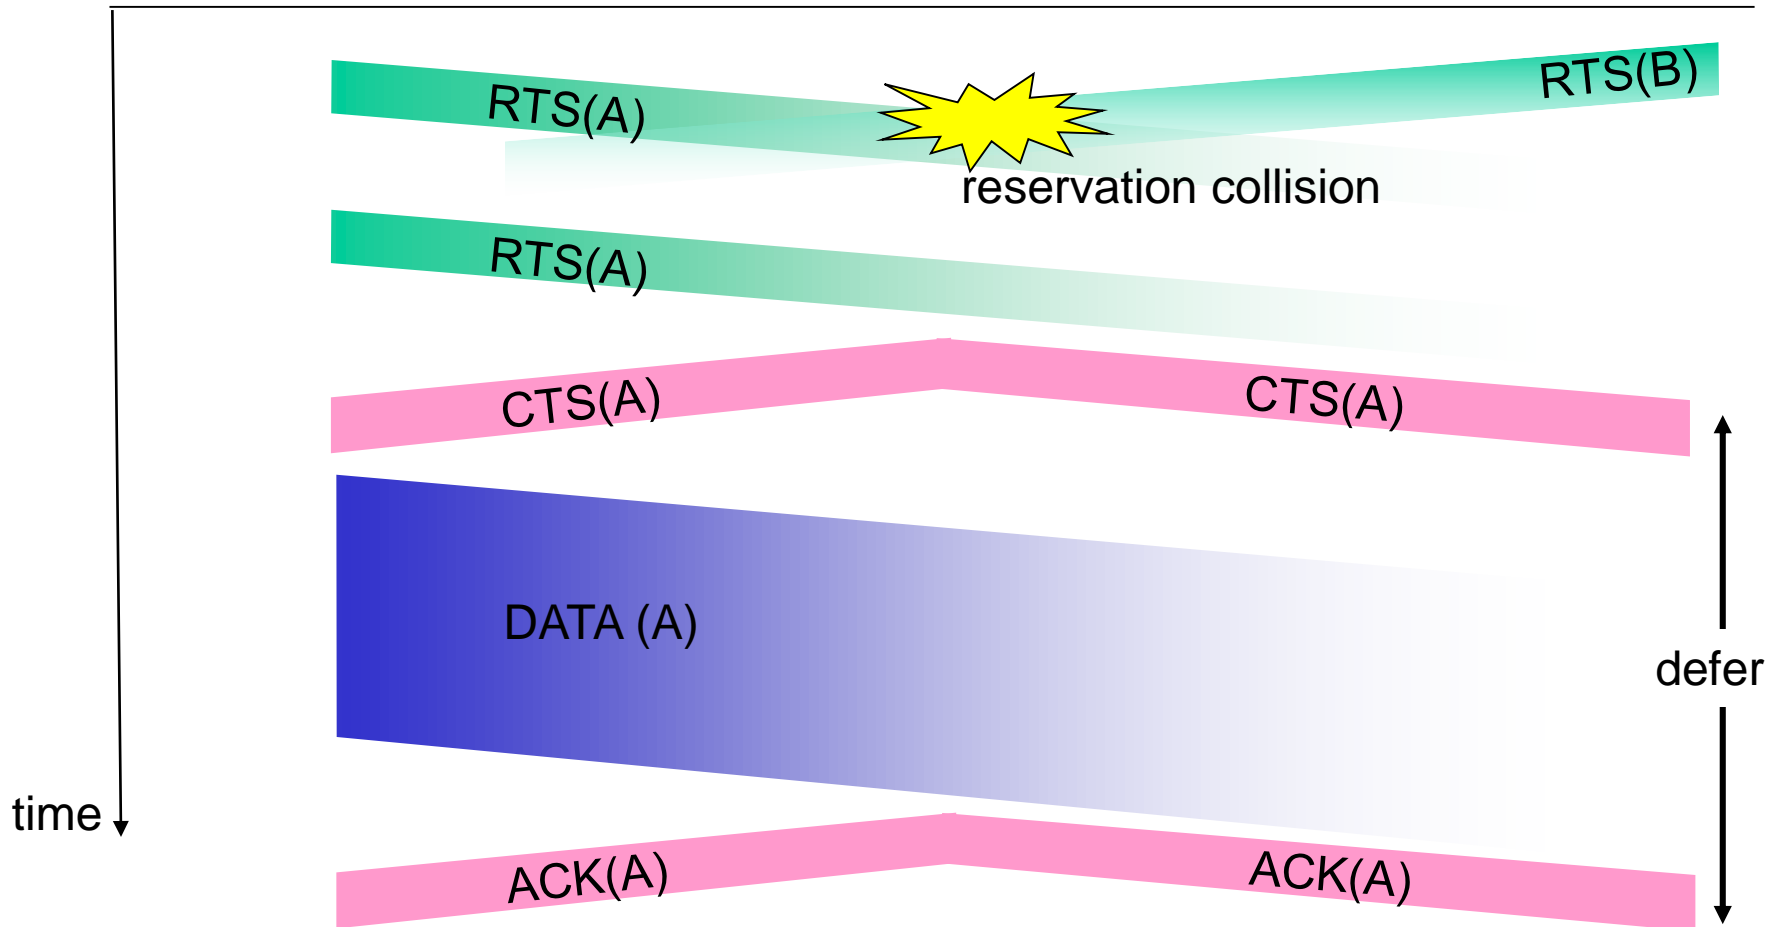 RTS(A)
RTS(B)
reservation collision
RTS(A)
CTS(A)
CTS(A)
DATA (A)
defer
time
ACK(A)
ACK(A)